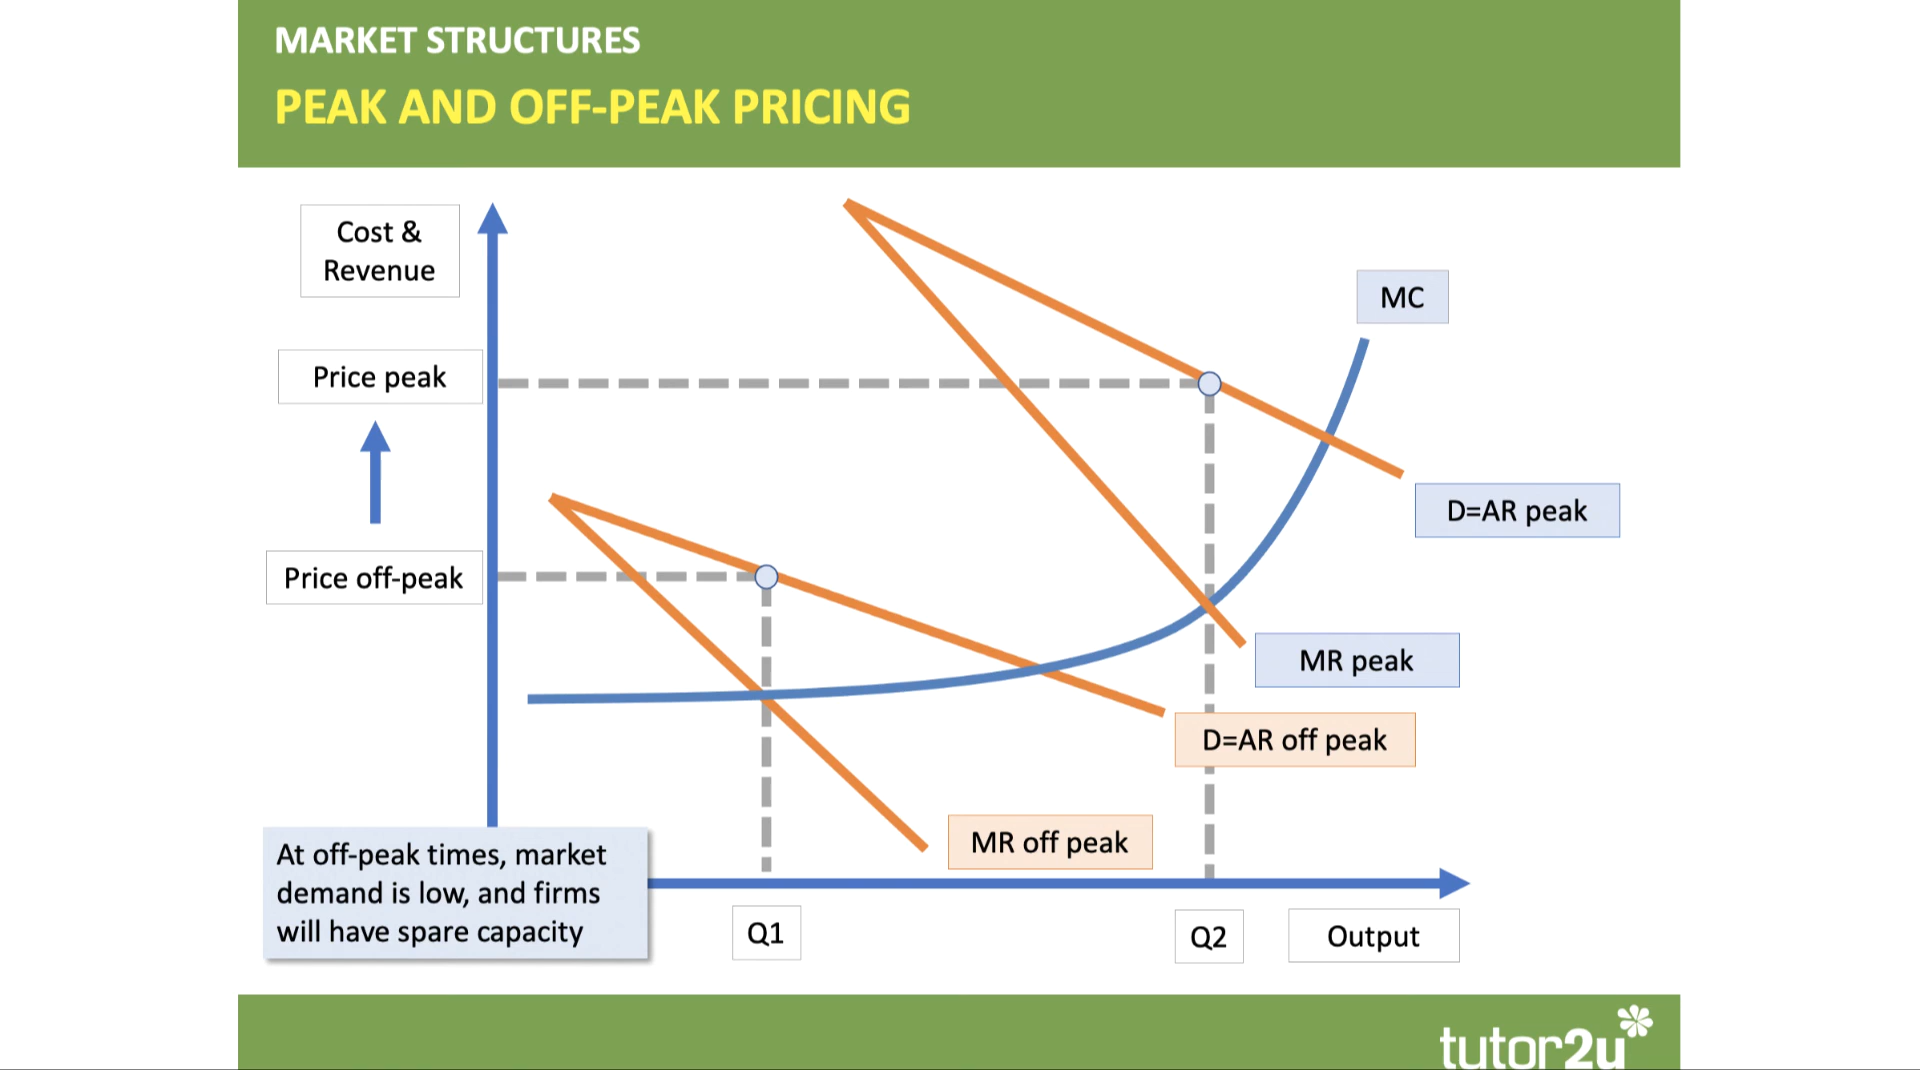 MARKET STRUCTURES
PEAK AND OFF-PEAK PRICING
Cost &
Revenue
MC
Price peak
D=AR peak
Price off-peak
MR peak
D=AR off peak
MR off peak
At off-peak times, market
demand is low, and firms
will have spare capacity
Q1
Q2
Output
tutor2u